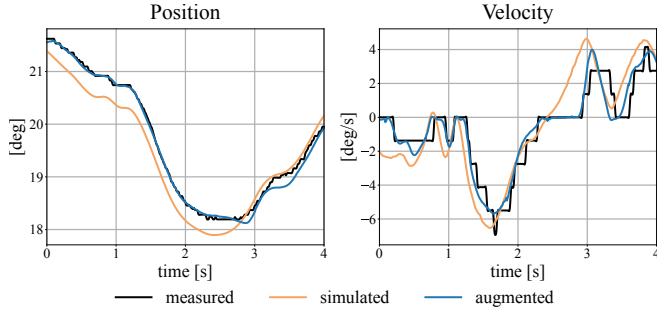 Position
Velocity
[deg]
21
20
19
18
0
1
2
3
4
time [s]
[deg/s]
4
2
0
−2
−4
−6
0
1
2
3
4
time [s]
measured
simulated
augmented